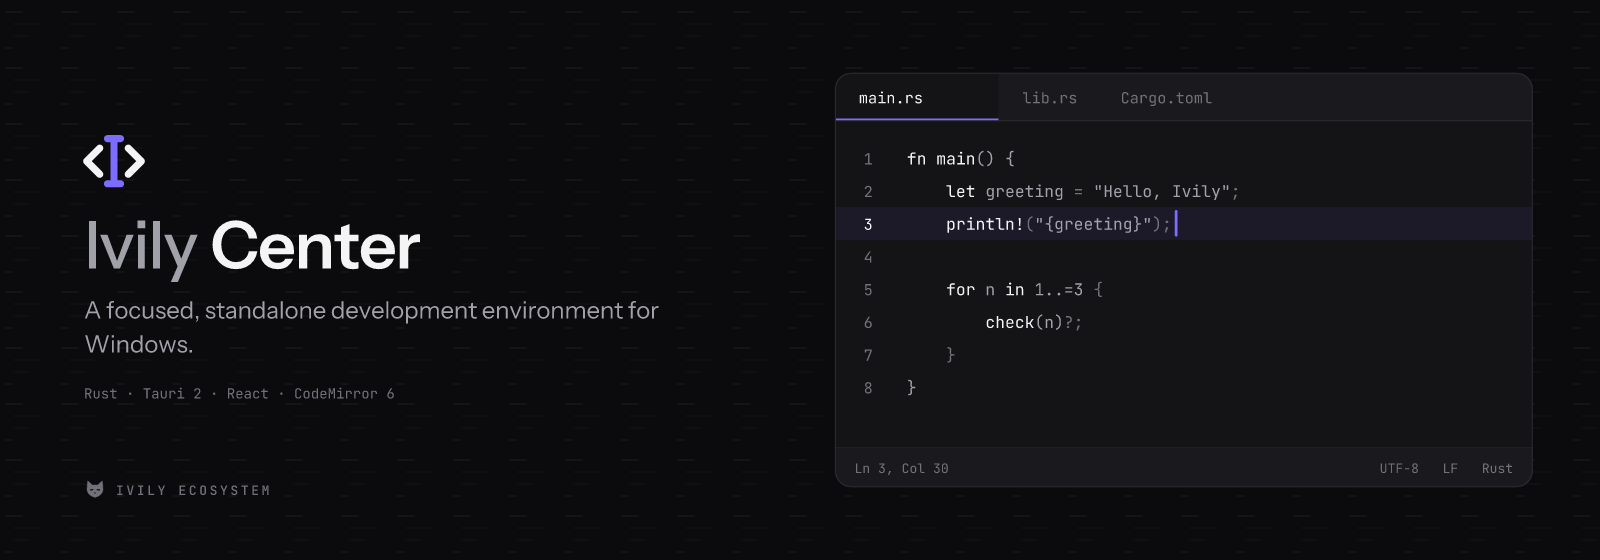 Ivily Center
A focused, standalone development environment for
Windows.
Rust · Tauri 2 · React · CodeMirror 6
IVILY ECOSYSTEM
main.rs lib.rs Cargo.toml
1 fn main() {
2     let greeting = "Hello, Ivily";
3     println!("{greeting}");
4
5     for n in 1..=3 {
6         check(n)?;
7     }
8 }
Ln 3, Col 30 UTF-8 LF Rust